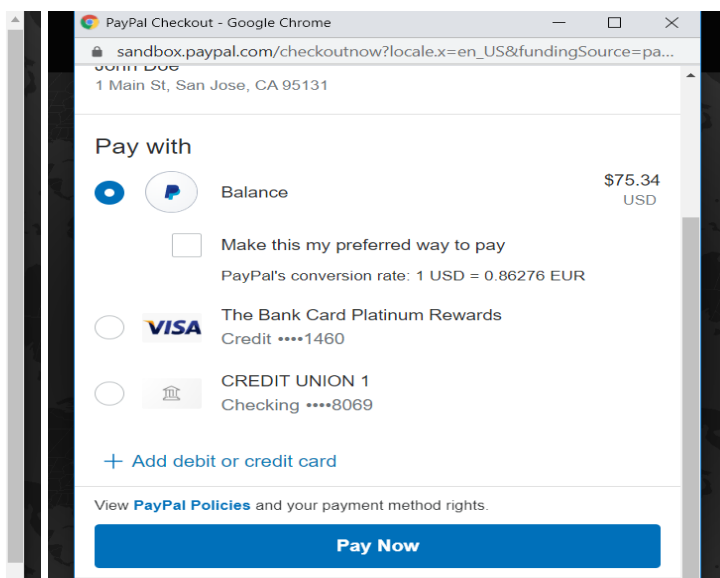 PayPal Checkout - Google Chrome
sandbox.paypal.com/checkoutnow?locale.x=en_US&fundingSource=pa...
John Doe
1 Main St, San Jose, CA 95131
Pay with
Balance
$75.34
USD
Make this my preferred way to pay
PayPal's conversion rate: 1 USD = 0.86276 EUR
VISA
The Bank Card Platinum Rewards
Credit ••••1460
CREDIT UNION 1
Checking ••••8069
+ Add debit or credit card
View PayPal Policies and your payment method rights.
Pay Now